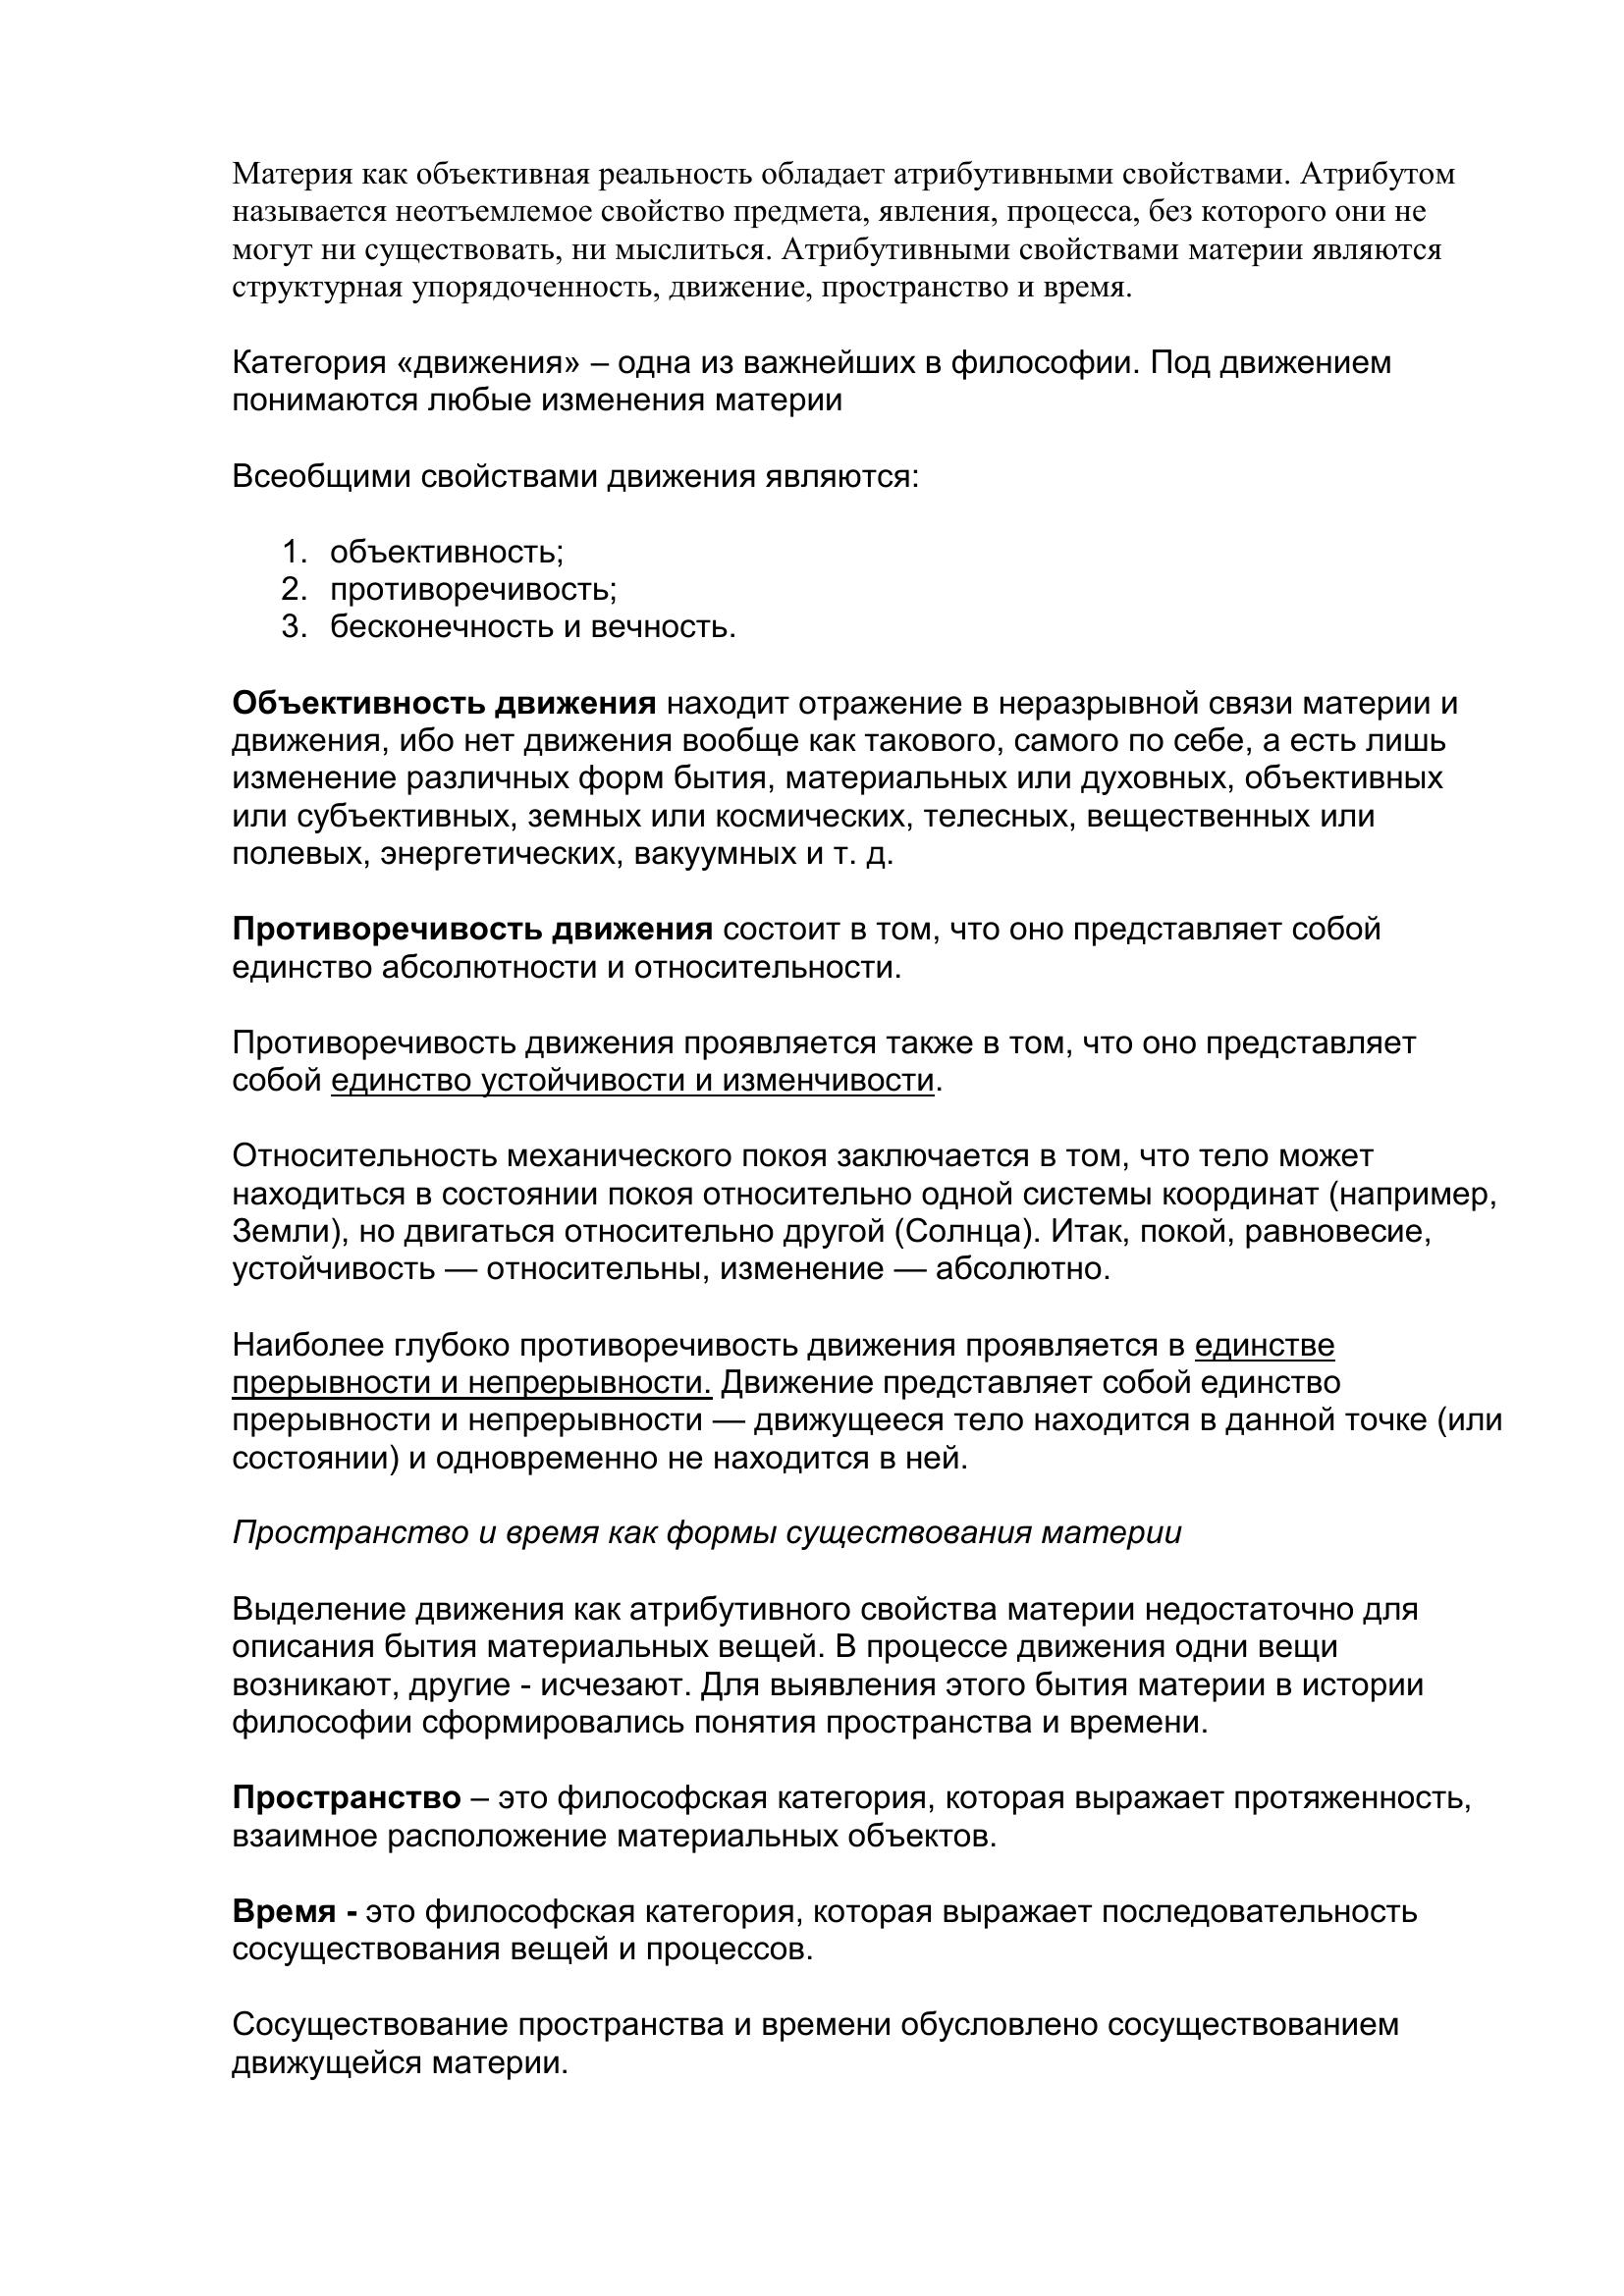 Материя как объективная реальность обладает атрибутивными свойствами. Атрибутом
называется неотъемлемое свойство предмета, явления, процесса, без которого они не
могут ни существовать, ни мыслиться. Атрибутивными свойствами материи являются
структурная упорядоченность, движение, пространство и время.
Категория «движения» – одна из важнейших в философии. Под движением
понимаются любые изменения материи
Всеобщими свойствами движения являются:
1. объективность;
2. противоречивость;
3. бесконечность и вечность.
Объективность движения находит отражение в неразрывной связи материи и
движения, ибо нет движения вообще как такового, самого по себе, а есть лишь
изменение различных форм бытия, материальных или духовных, объективных
или субъективных, земных или космических, телесных, вещественных или
полевых, энергетических, вакуумных и т. д.
Противоречивость движения состоит в том, что оно представляет собой
единство абсолютности и относительности.
Противоречивость движения проявляется также в том, что оно представляет
собой единство устойчивости и изменчивости.
Относительность механического покоя заключается в том, что тело может
находиться в состоянии покоя относительно одной системы координат (например,
Земли), но двигаться относительно другой (Солнца). Итак, покой, равновесие,
устойчивость — относительны, изменение — абсолютно.
Наиболее глубоко противоречивость движения проявляется в единстве
прерывности и непрерывности. Движение представляет собой единство
прерывности и непрерывности — движущееся тело находится в данной точке (или
состоянии) и одновременно не находится в ней.
Пространство и время как формы существования материи
Выделение движения как атрибутивного свойства материи недостаточно для
описания бытия материальных вещей. В процессе движения одни вещи
возникают, другие - исчезают. Для выявления этого бытия материи в истории
философии сформировались понятия пространства и времени.
Пространство – это философская категория, которая выражает протяженность,
взаимное расположение материальных объектов.
Время - это философская категория, которая выражает последовательность
сосуществования вещей и процессов.
Сосуществование пространства и времени обусловлено сосуществованием
движущейся материи.